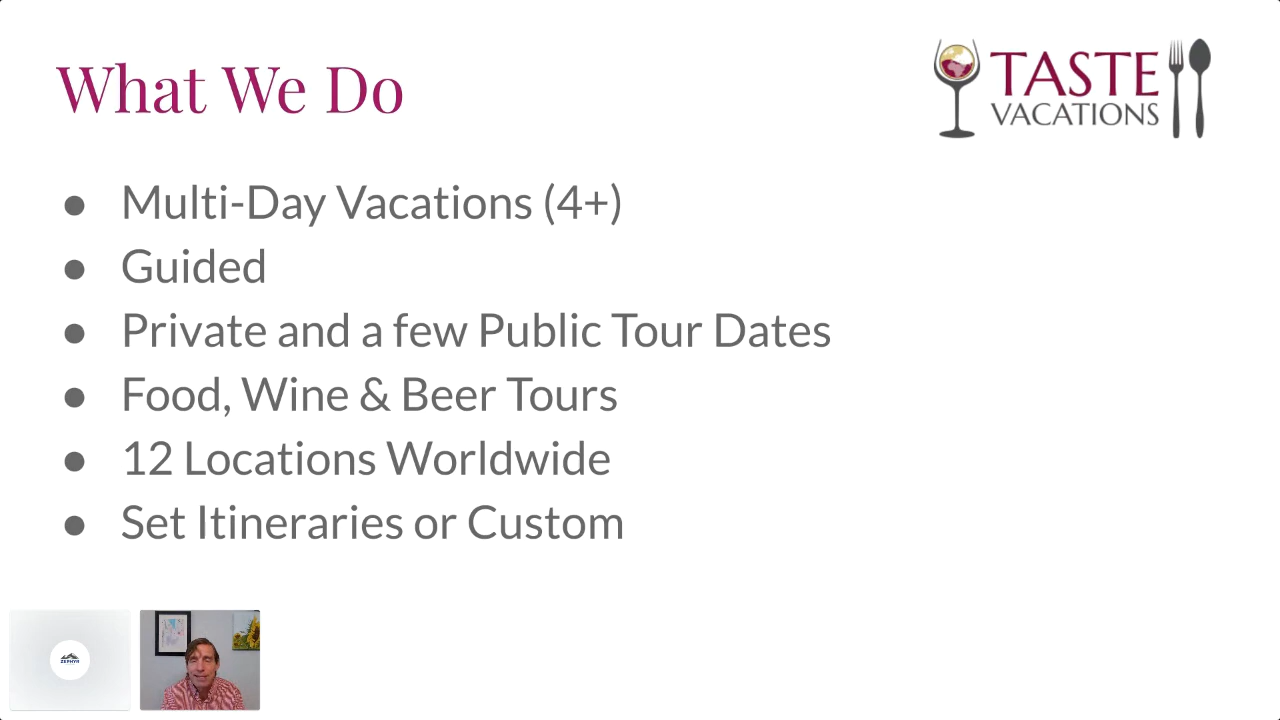 What We Do
TASTE
VACATIONS
● Multi-Day Vacations (4+)
● Guided
● Private and a few Public Tour Dates
● Food, Wine & Beer Tours
● 12 Locations Worldwide
● Set Itineraries or Custom
ZEPHYR